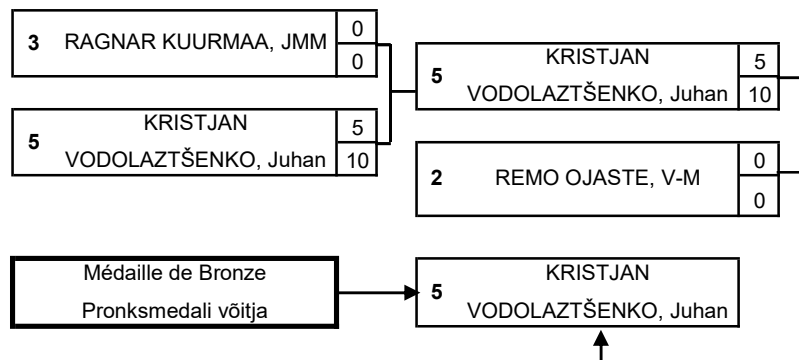 3 RAGNAR KUURMAA, JMM 0
0
5 KRISTJAN 5
VODOLAZTŠENKO, Juhan 10
5 KRISTJAN 5
VODOLAZTŠENKO, Juhan 10
2 REMO OJASTE, V-M 0
0
Médaille de Bronze
Pronksmedali võitja
5 KRISTJAN
VODOLAZTŠENKO, Juhan